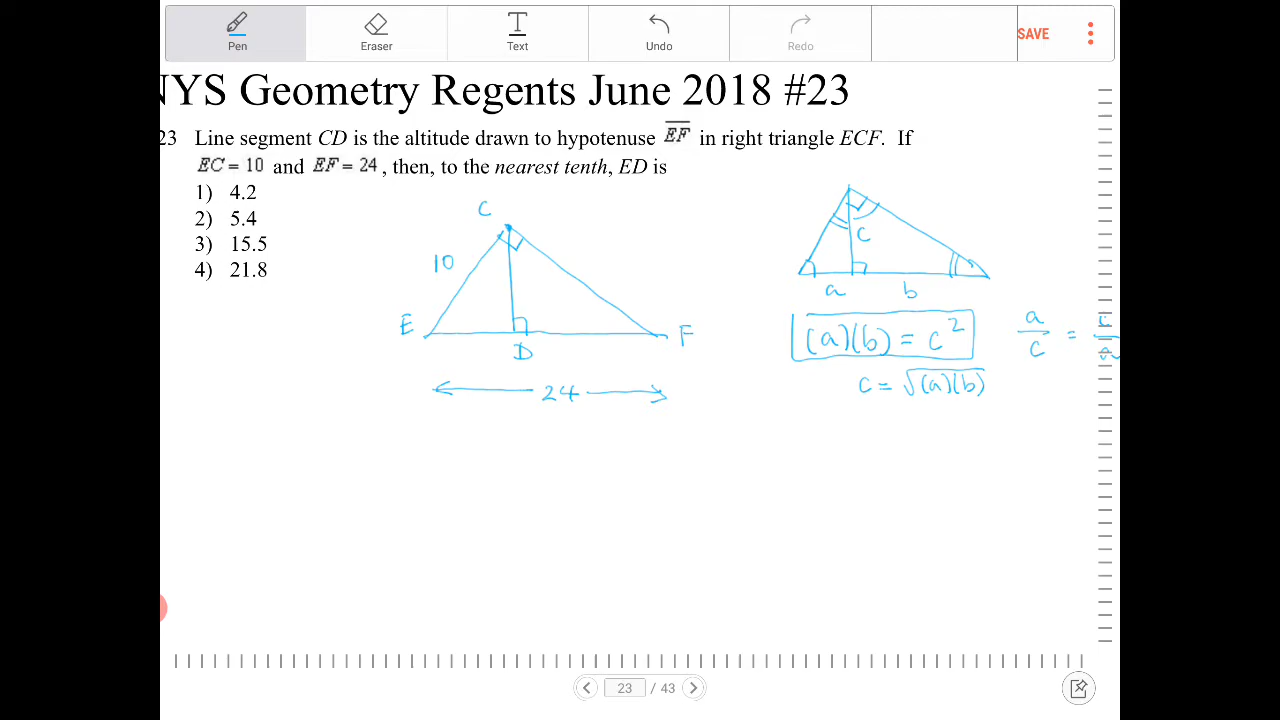 Pen
Eraser
Text
Undo
Redo
SAVE
NYS Geometry Regents June 2018 #23
23 Line segment CD is the altitude drawn to hypotenuse EF in right triangle ECF. If
EC = 10 and EF = 24, then, to the nearest tenth, ED is
1) 4.2
2) 5.4
3) 15.5
4) 21.8
C
10
E
D
F
24
c
a b
(a)(b) = c²
a/c =
c = √(a)(b)
23 / 43